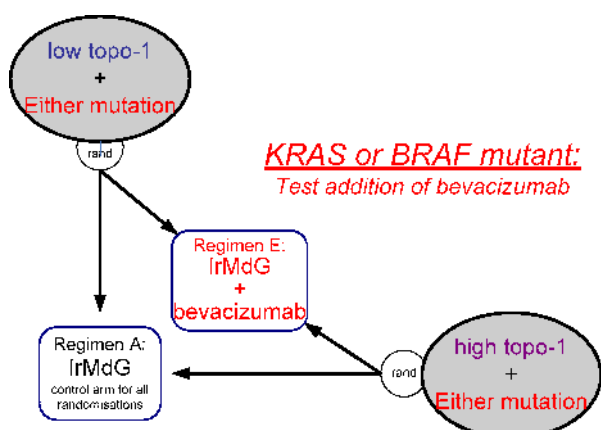 low topo-1
+
Either mutation
rand
KRAS or BRAF mutant:
Test addition of bevacizumab
Regimen E:
IrMdG
+
bevacizumab
Regimen A:
IrMdG
control arm for all
randomisations
rand
high topo-1
+
Either mutation